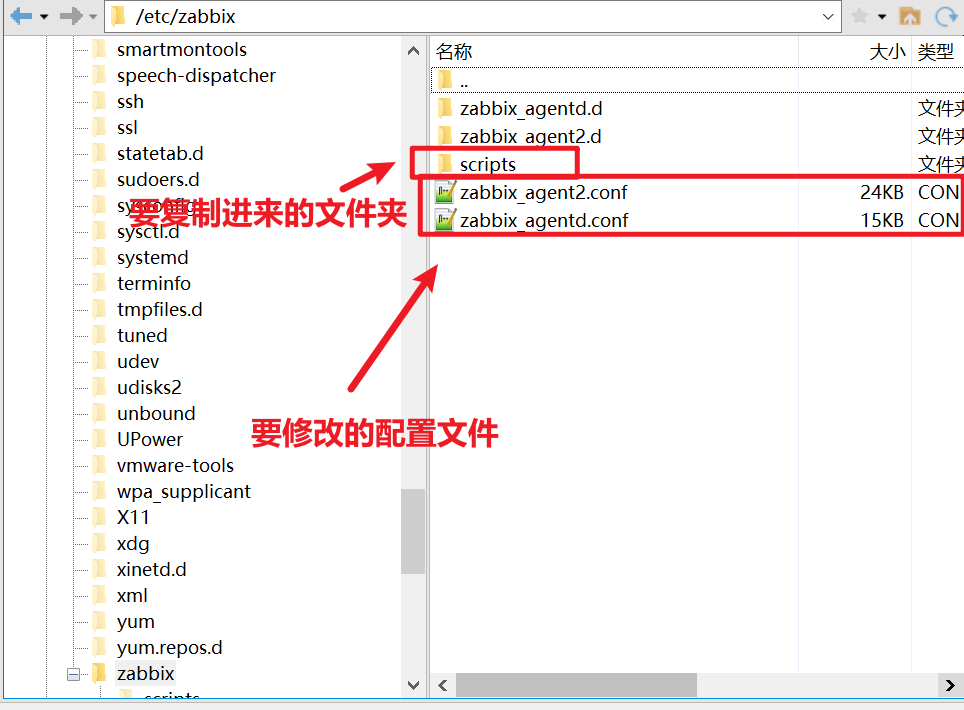 /etc/zabbix
smartmontools
speech-dispatcher
ssh
ssl
statetab.d
sudoers.d
sysconfig
sysctl.d
systemd
terminfo
tmpfiles.d
tuned
udev
udisks2
unbound
UPower
vmware-tools
wpa_supplicant
X11
xdg
xinetd.d
xml
yum
yum.repos.d
zabbix
scripts
名称 大小 类型
..
zabbix_agentd.d 文件夹
zabbix_agent2.d 文件夹
scripts 文件夹
zabbix_agent2.conf 24KB CON
zabbix_agentd.conf 15KB CON
要复制进来的文件夹
要修改的配置文件